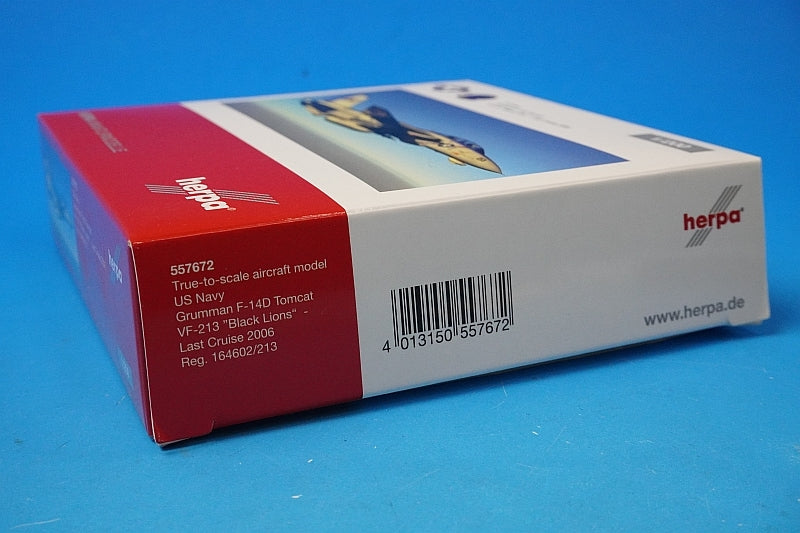 herpa
557672
True-to-scale aircraft model
US Navy
Grumman F-14D Tomcat
VF-213 "Black Lions" -
Last Cruise 2006
Reg. 164602/213
4 013150 557672
herpa
www.herpa.de
herpa